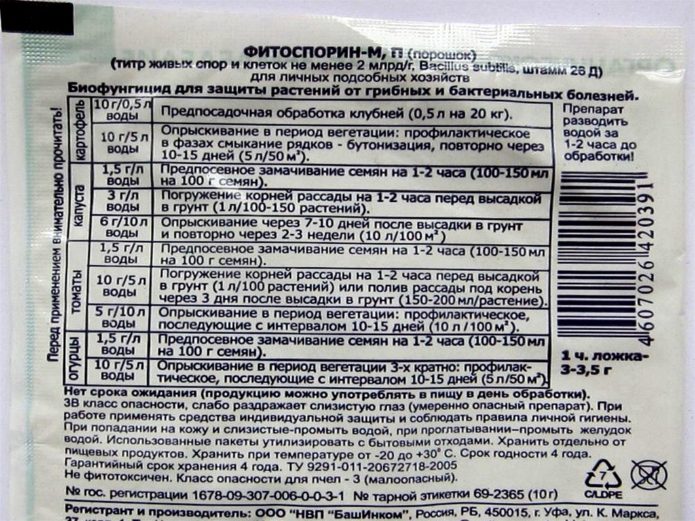 ФИТОСПОРИН-М, П (порошок)
(титр живых спор и клеток не менее 2 млрд/г, Bacillus subtilis, штамм 26 Д)
для личных подсобных хозяйств
Биофунгицид для защиты растений от грибных и бактериальных болезней.
Перед применением внимательно прочитать!
картофель
10 г/0,5 л воды
Предпосадочная обработка клубней (0,5 л на 20 кг).
10 г/5 л воды
Опрыскивание в период вегетации: профилактическое
в фазах смыкание рядков - бутонизация, повторно через
10-15 дней (5 л/50 м²).
капуста
1,5 г/л воды
Предпосевное замачивание семян на 1-2 часа (100-150 мл
на 100 г семян).
3 г/л воды
Погружение корней рассады на 1-2 часа перед высадкой
в грунт (1 л/100-150 растений).
6 г/10 л воды
Опрыскивание через 7-10 дней после высадки в грунт
и повторно через 2-3 недели (10 л/100 м²)
томаты
1,5 г/л воды
Предпосевное замачивание семян на 1-2 часа (100-150 мл
на 100 г семян).
10 г/5 л воды
Погружение корней рассады на 1-2 часа перед высадкой
в грунт (1 л/100 растений) или полив рассады под корень
через 3 дня после высадки в грунт (150-200 мл/растение).
5 г/10 л воды
Опрыскивание в период вегетации: профилактическое,
последующие с интервалом 10-15 дней (10 л/100 м²).
огурцы
1,5 г/л воды
Предпосевное замачивание семян на 1-2 часа (100-150 мл
на 100 г семян).
10 г/5 л воды
Опрыскивание в период вегетации 3-х кратно: профилак-
тическое, последующие с интервалом 10-15 дней (5 л/50 м²).
Препарат
разводить
водой за
1-2 часа до
обработки!
4607026420391
1 ч. ложка-
3-3,5 г
Нет срока ожидания (продукцию можно употреблять в пищу в день обработки).
3В класс опасности, слабо раздражает слизистую глаз (умеренно опасный препарат). При
работе применять средства индивидуальной защиты и соблюдать правила личной гигиены.
При попадании на кожу и слизистые-промыть водой, при проглатывании–промыть желудок
водой. Использованные пакеты утилизировать с бытовыми отходами. Хранить отдельно от
пищевых продуктов. Хранить при температуре от -20 до +30° С. Срок годности 4 года.
Гарантийный срок хранения 4 года. ТУ 9291-011-20672718-2005
Не фитотоксичен. Класс опасности для пчел - 3 (малоопасный).
№ гос. регистрации 1678-09-307-006-0-0-3-1 № тарной этикетки 69-2365 (10 г)
7
C/LDPE
Регистрант и производитель: ООО "НВП "БашИнком", Россия, РБ, 450015, г. Уфа, ул. К. Маркса,